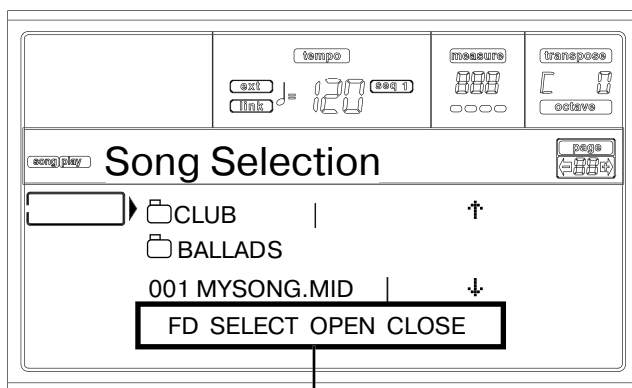 tempo
measure
transpose
ext
link
120
seq 1
888
C 0
octave
song play
Song Selection
page
88
CLUB
BALLADS
001 MYSONG.MID
FD SELECT OPEN CLOSE